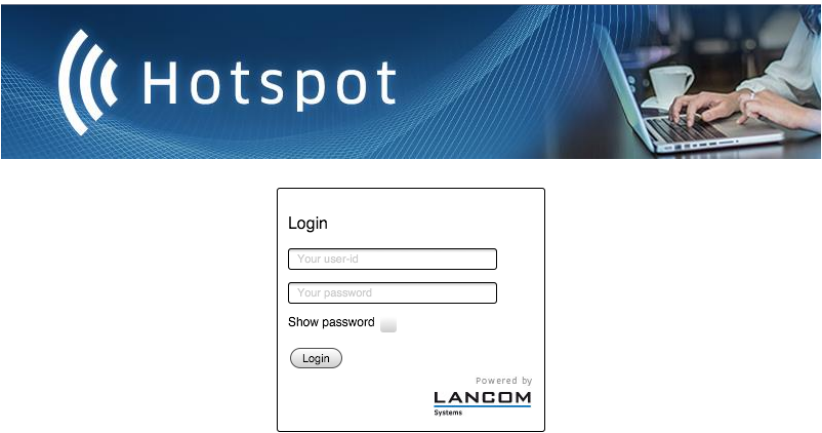 Hotspot
Login
Your user-id
Your password
Show password
Login
Powered by
LANCOM
Systems